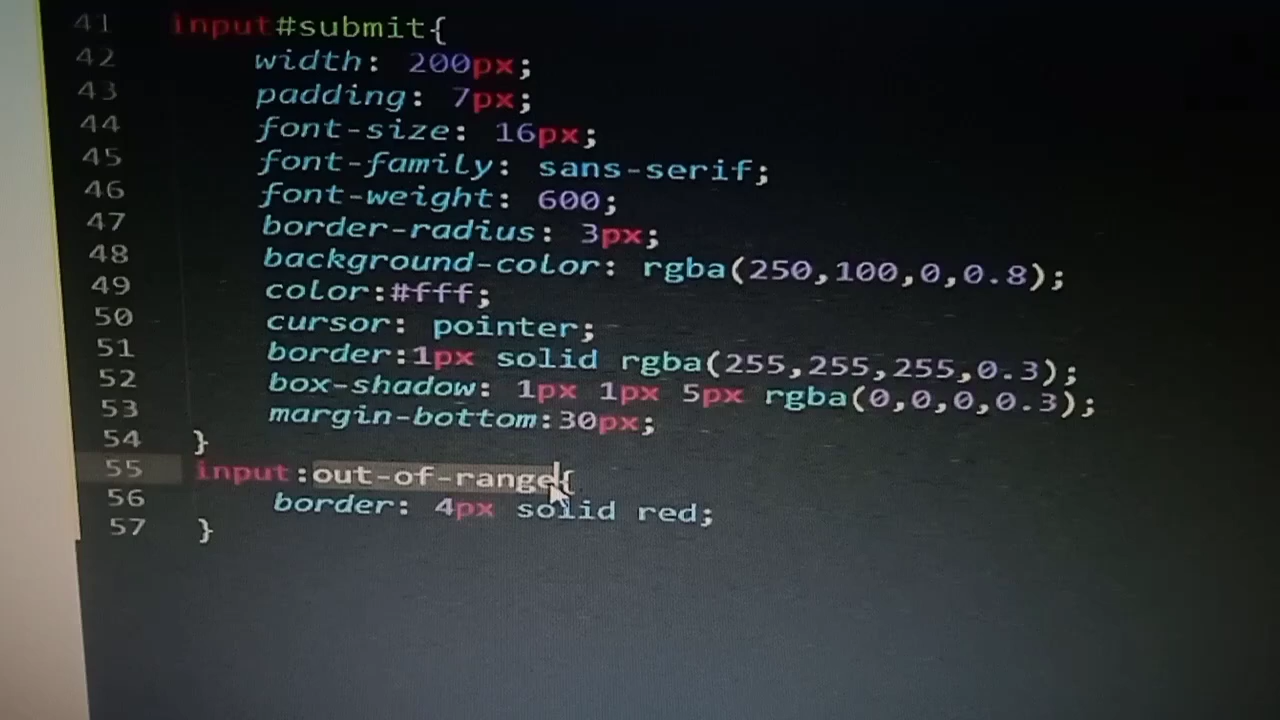 41 input#submit{
42 width: 200px;
43 padding: 7px;
44 font-size: 16px;
45 font-family: sans-serif;
46 font-weight: 600;
47 border-radius: 3px;
48 background-color: rgba(250,100,0,0.8);
49 color:#fff;
50 cursor: pointer;
51 border:1px solid rgba(255,255,255,0.3);
52 box-shadow: 1px 1px 5px rgba(0,0,0,0.3);
53 margin-bottom:30px;
54 }
55 input:out-of-range{
56 border: 4px solid red;
57 }